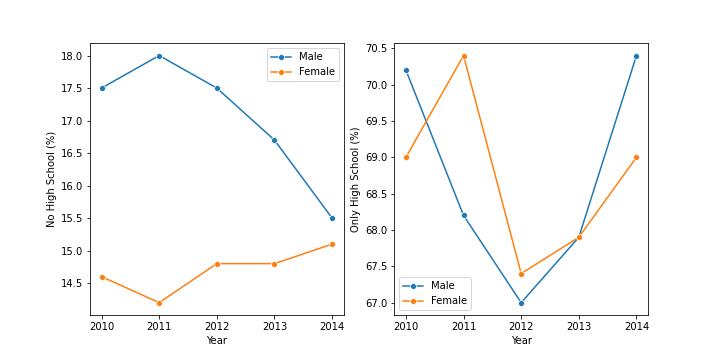 18.0
17.5
17.0
16.5
16.0
15.5
15.0
14.5
No High School (%)
2010 2011 2012 2013 2014
Year
Male
Female
70.5
70.0
69.5
69.0
68.5
68.0
67.5
67.0
Only High School (%)
2010 2011 2012 2013 2014
Year
Male
Female